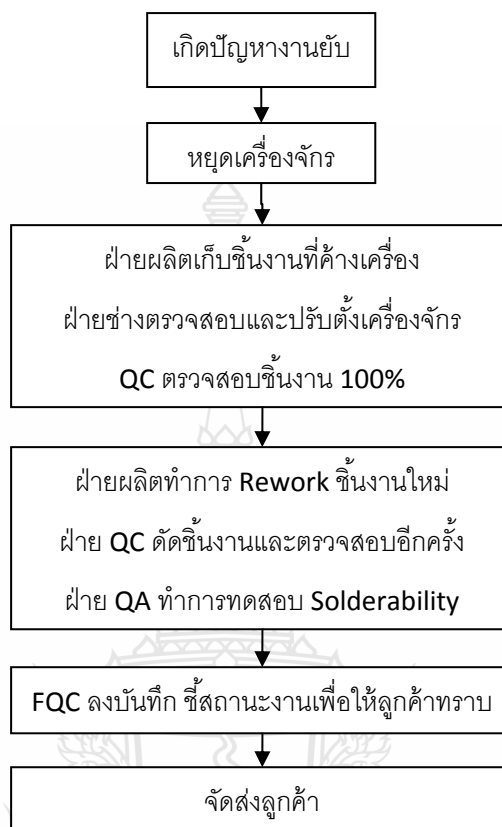 เกิดปัญหางานยับ
หยุดเครื่องจักร
ฝ่ายผลิตเก็บชิ้นงานที่ค้างเครื่อง
ฝ่ายช่างตรวจสอบและปรับตั้งเครื่องจักร
QC ตรวจสอบชิ้นงาน 100%
ฝ่ายผลิตทำการ Rework ชิ้นงานใหม่
ฝ่าย QC ดัดชิ้นงานและตรวจสอบอีกครั้ง
ฝ่าย QA ทำการทดสอบ Solderability
FQC ลงบันทึก ชี้สถานะงานเพื่อให้ลูกค้าทราบ
จัดส่งลูกค้า